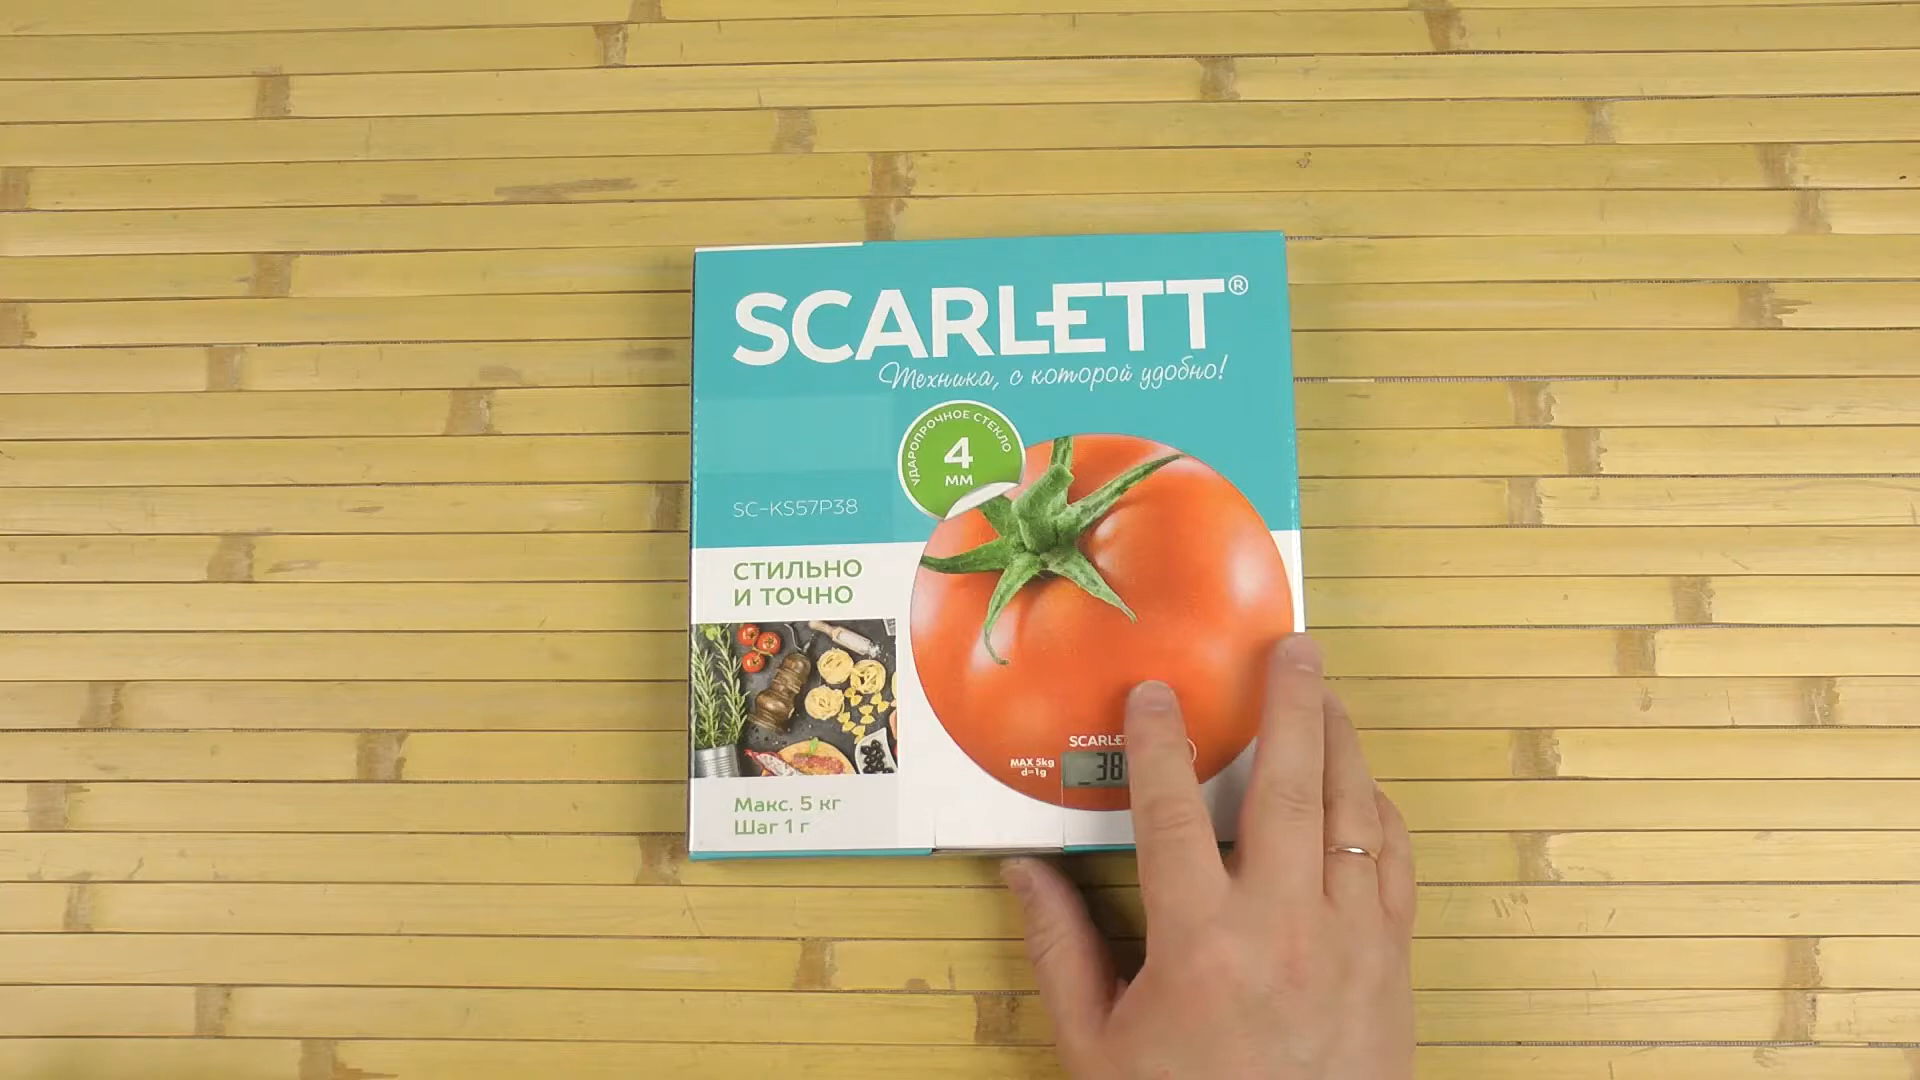 SCARLETT®
Техника, с которой удобно!
УДАРОПРОЧНОЕ СТЕКЛО
4
ММ
SC-KS57P38
СТИЛЬНО
И ТОЧНО
MAX 5kg
d=1g
Макс. 5 кг
Шаг 1 г